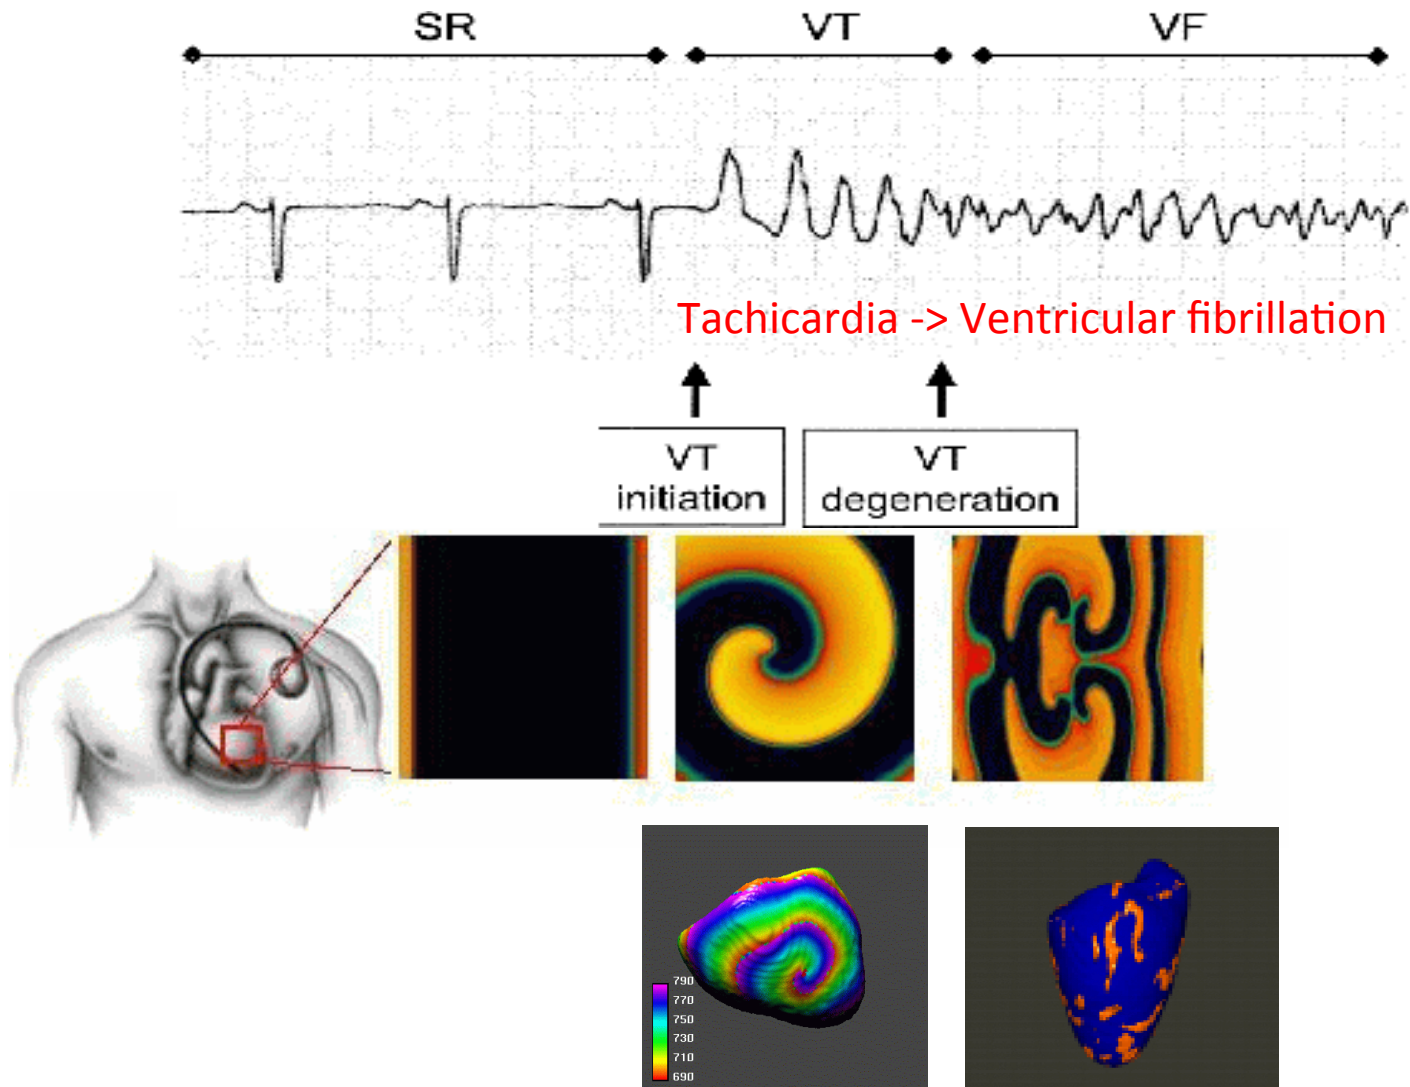 SR VT VF
Tachicardia -> Ventricular fibrillation
VT
initiation
VT
degeneration
790
770
750
730
710
690